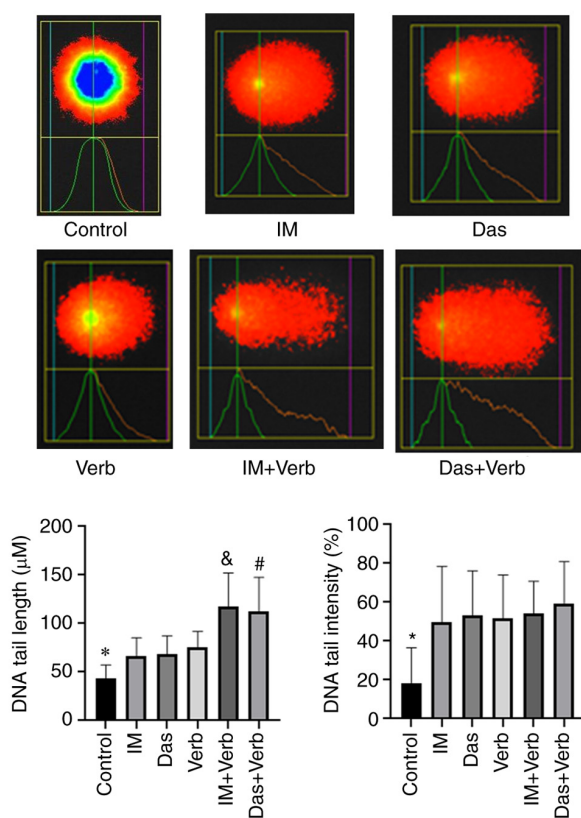 Control IM Das
Verb IM+Verb Das+Verb
DNA tail length (μM)
200
150
100
50
0
*
&
#
Control
IM
Das
Verb
IM+Verb
Das+Verb
DNA tail intensity (%)
100
80
60
40
20
0
*
Control
IM
Das
Verb
IM+Verb
Das+Verb